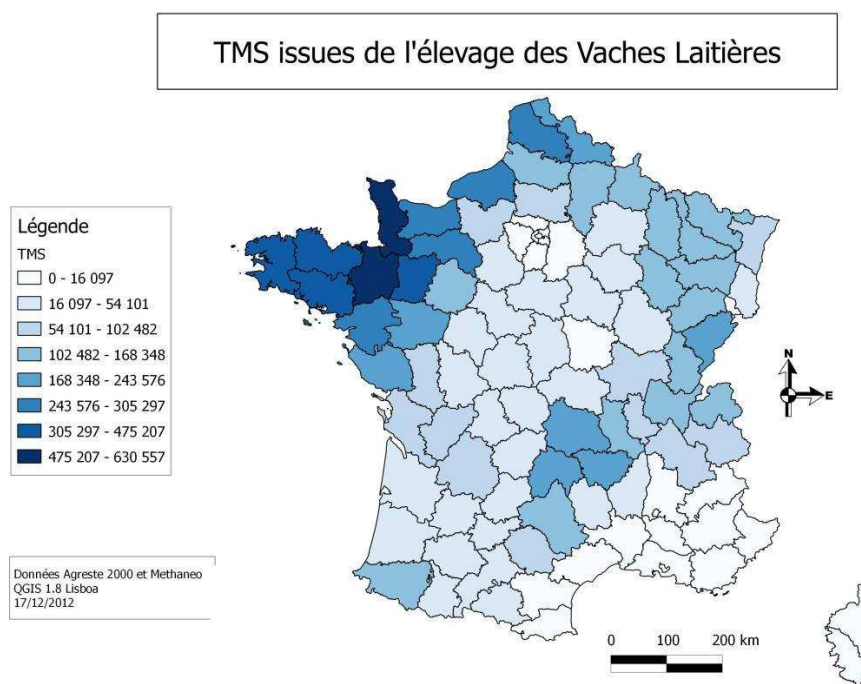 TMS issues de l'élevage des Vaches Laitières
Légende
TMS
0 - 16 097
16 097 - 54 101
54 101 - 102 482
102 482 - 168 348
168 348 - 243 576
243 576 - 305 297
305 297 - 475 207
475 207 - 630 557
N
E
Données Agreste 2000 et Methaneo
QGIS 1.8 Lisboa
17/12/2012
0 100 200 km